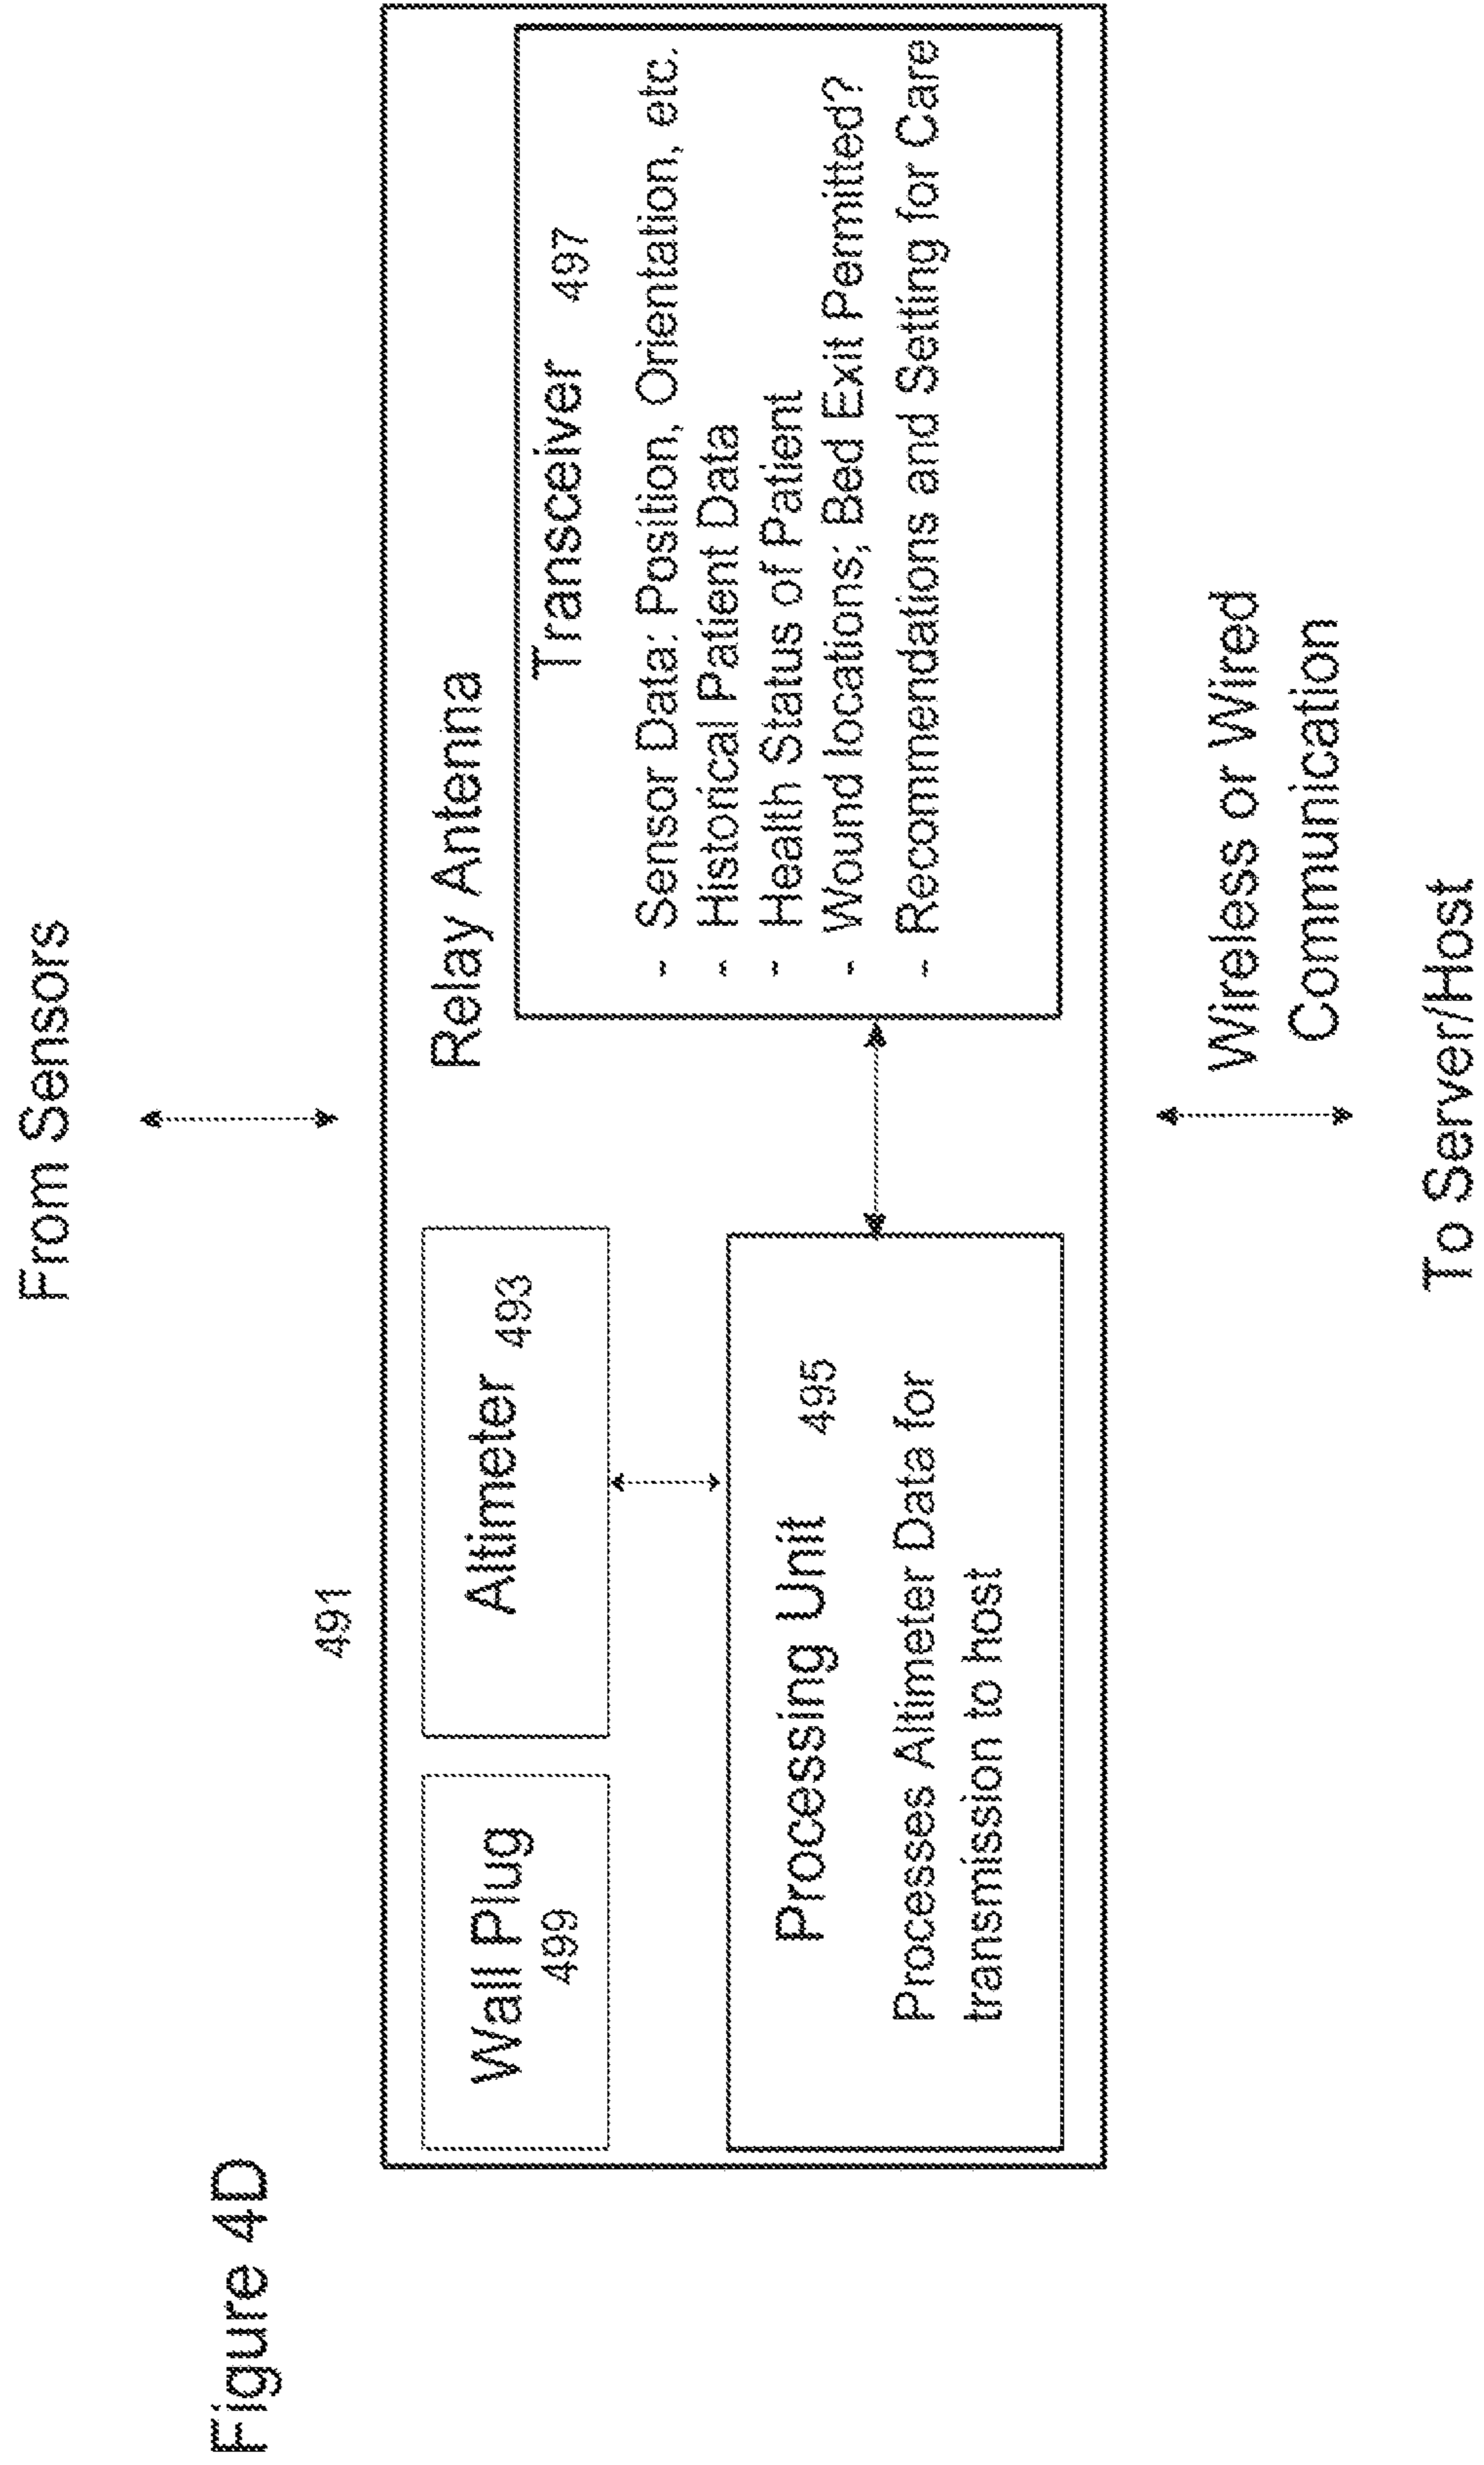 Figure 4D
From Sensors
491
Relay Antenna
Wall Plug
499
Altimeter 493
Transceiver 497
- Sensor Data: Position, Orientation, etc.
- Historical Patient Data
- Health Status of Patient
- Wound locations; Bed Exit Permitted?
- Recommendations and Setting for Care
Processing Unit 495
Processes Altimeter Data for
transmission to host
Wireless or Wired
Communication
To Server/Host